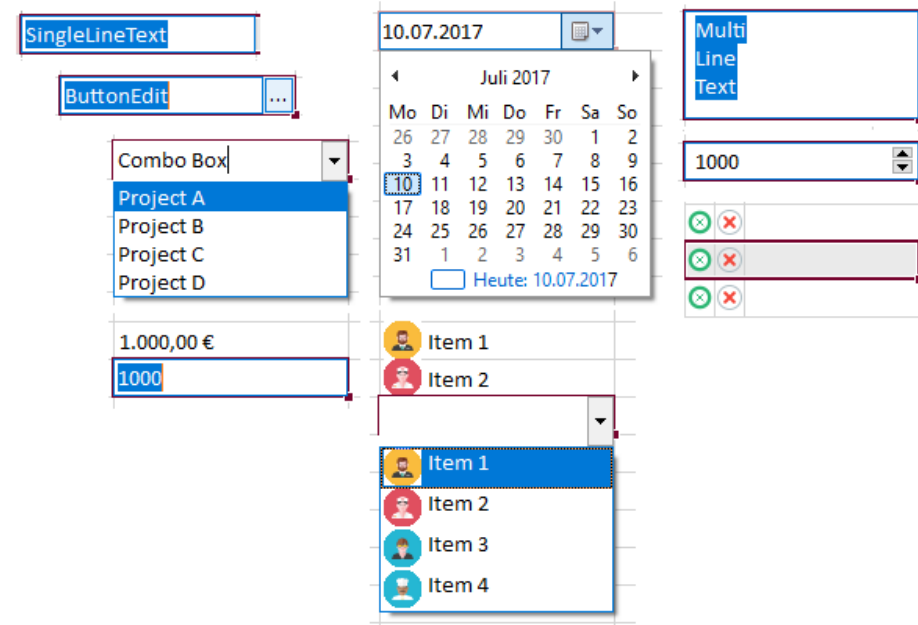 SingleLineText
ButtonEdit
...
Combo Box
Project A
Project B
Project C
Project D
1.000,00 €
1000
10.07.2017
Juli 2017
Mo Di Mi Do Fr Sa So
26 27 28 29 30 1 2
3 4 5 6 7 8 9
10 11 12 13 14 15 16
17 18 19 20 21 22 23
24 25 26 27 28 29 30
31 1 2 3 4 5 6
Heute: 10.07.2017
Item 1
Item 2
Item 1
Item 2
Item 3
Item 4
Multi
Line
Text
1000